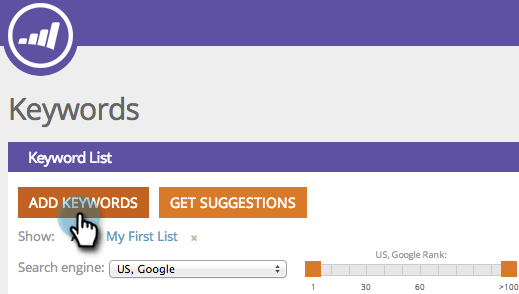 Keywords
Keyword List
ADD KEYWORDS GET SUGGESTIONS
Show: My First List ×
US, Google Rank:
Search engine: US, Google
1 30 60 >100